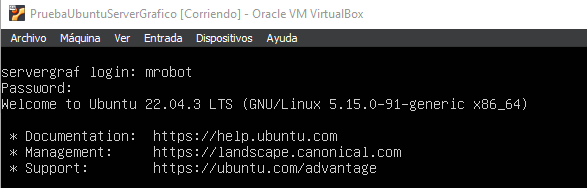 PruebaUbuntuServerGrafico [Corriendo] - Oracle VM VirtualBox
Archivo Máquina Ver Entrada Dispositivos Ayuda
servergraf login: mrobot
Password:
Welcome to Ubuntu 22.04.3 LTS (GNU/Linux 5.15.0-91-generic x86_64)
* Documentation: https://help.ubuntu.com
* Management: https://landscape.canonical.com
* Support: https://ubuntu.com/advantage